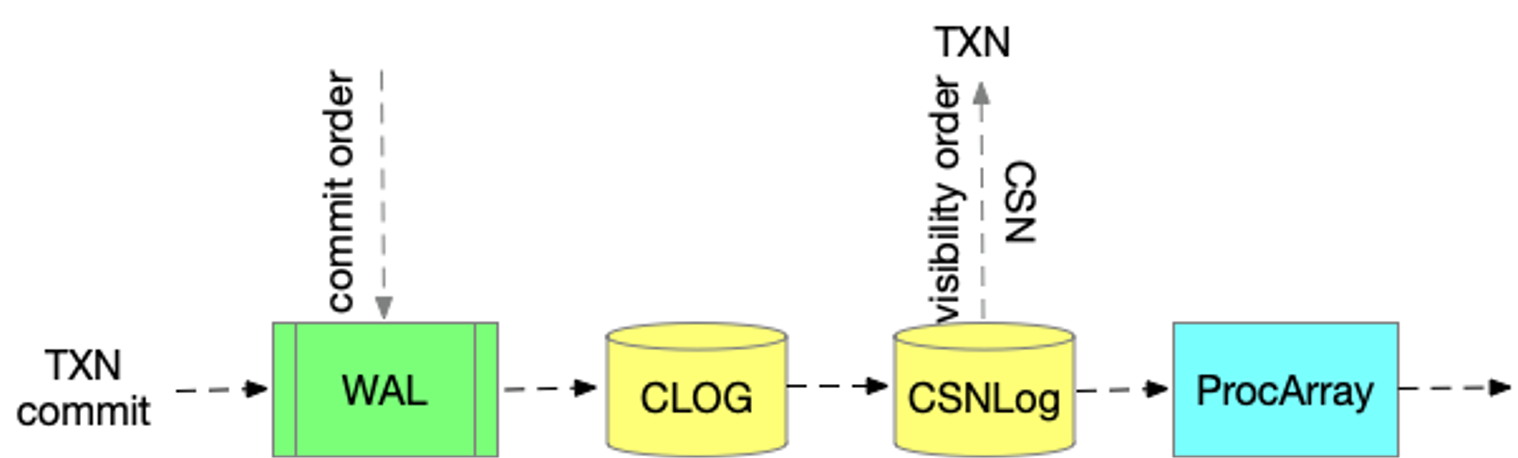 TXN
commit order
visibility order
CSN
TXN
commit
WAL
CLOG
CSNLog
ProcArray